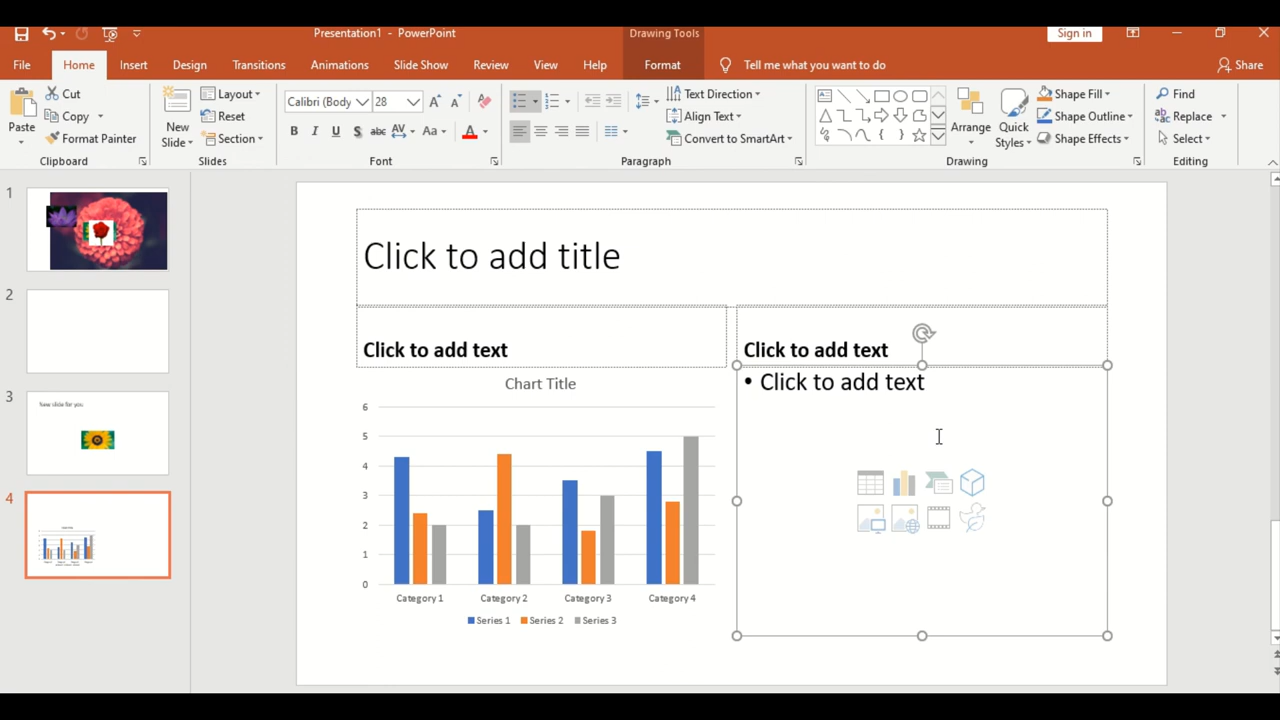 Presentation1 - PowerPoint
Drawing Tools
Sign in
File Home Insert Design Transitions Animations Slide Show Review View Help Format Tell me what you want to do Share
Paste
Cut
Copy
Format Painter
Clipboard
New Slide
Layout
Reset
Section
Slides
Calibri (Body 28
B I U S abc AV Aa A
Font
Text Direction
Align Text
Convert to SmartArt
Paragraph
Arrange
Quick Styles
Shape Fill
Shape Outline
Shape Effects
Drawing
Find
Replace
Select
Editing
1
2
3
New slide for you
4
Click to add title
Click to add text
Click to add text
Chart Title
6
5
4
3
2
1
0
Category 1 Category 2 Category 3 Category 4
Series 1 Series 2 Series 3
• Click to add text